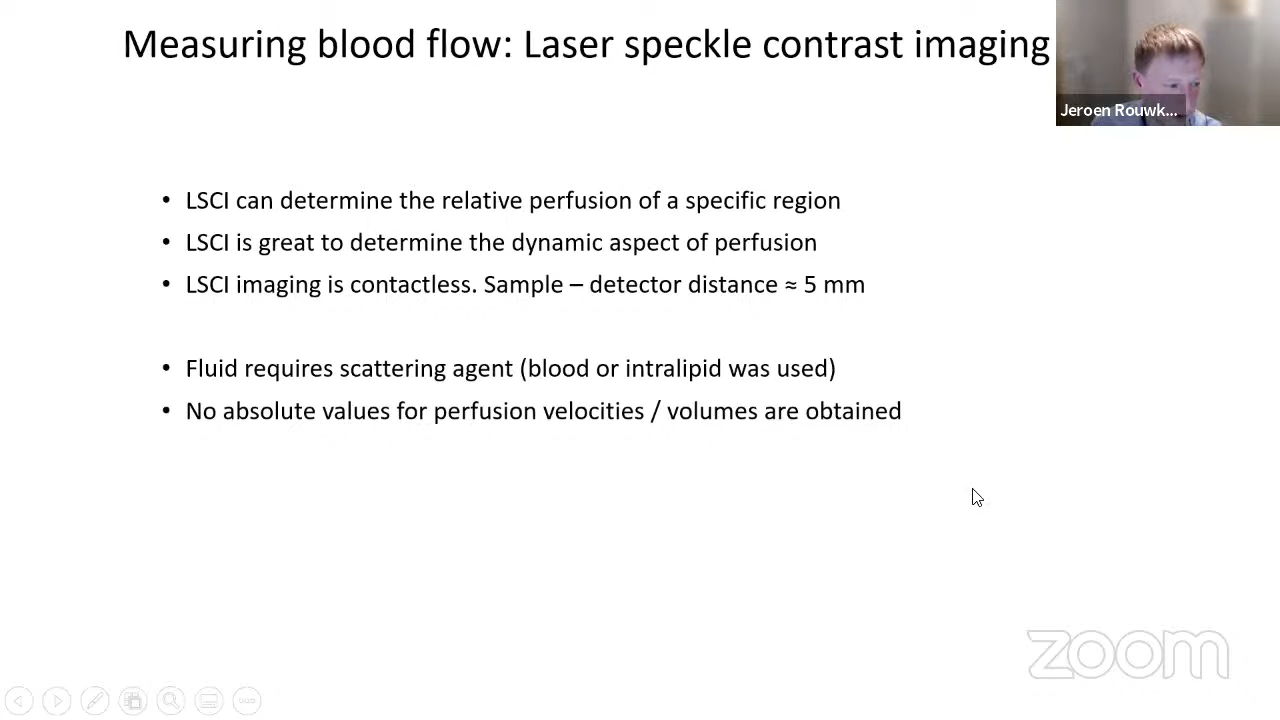 Measuring blood flow: Laser speckle contrast imaging
Jeroen Rouwk...
• LSCI can determine the relative perfusion of a specific region
• LSCI is great to determine the dynamic aspect of perfusion
• LSCI imaging is contactless. Sample – detector distance ≈ 5 mm
• Fluid requires scattering agent (blood or intralipid was used)
• No absolute values for perfusion velocities / volumes are obtained
zoom